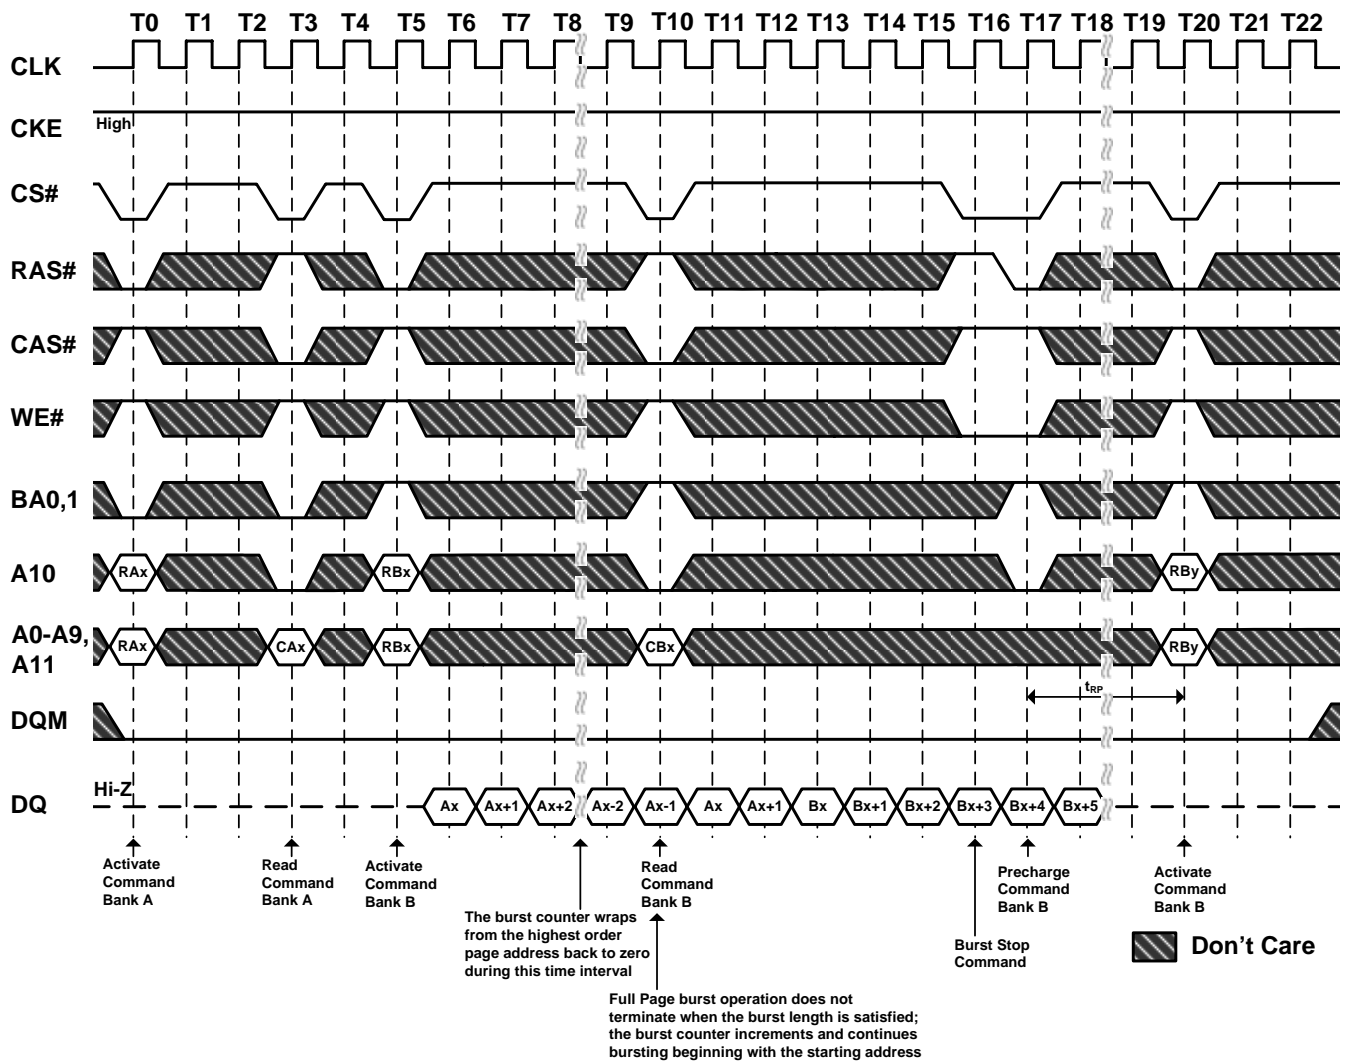 T0 T1 T2 T3 T4 T5 T6 T7 T8 T9 T10 T11 T12 T13 T14 T15 T16 T17 T18 T19 T20 T21 T22
CLK
CKE
High
CS#
RAS#
CAS#
WE#
BA0,1
A10
RAx RBx RBy
A0-A9,
A11
RAx CAx RBx CBx RBy
tRP
DQM
DQ
Hi-Z
Ax Ax+1 Ax+2 Ax-2 Ax-1 Ax Ax+1 Bx Bx+1 Bx+2 Bx+3 Bx+4 Bx+5
Activate
Command
Bank A
Read
Command
Bank A
Activate
Command
Bank B
The burst counter wraps
from the highest order
page address back to zero
during this time interval
Read
Command
Bank B
Full Page burst operation does not
terminate when the burst length is satisfied;
the burst counter increments and continues
bursting beginning with the starting address
Burst Stop
Command
Precharge
Command
Bank B
Activate
Command
Bank B
Don't Care